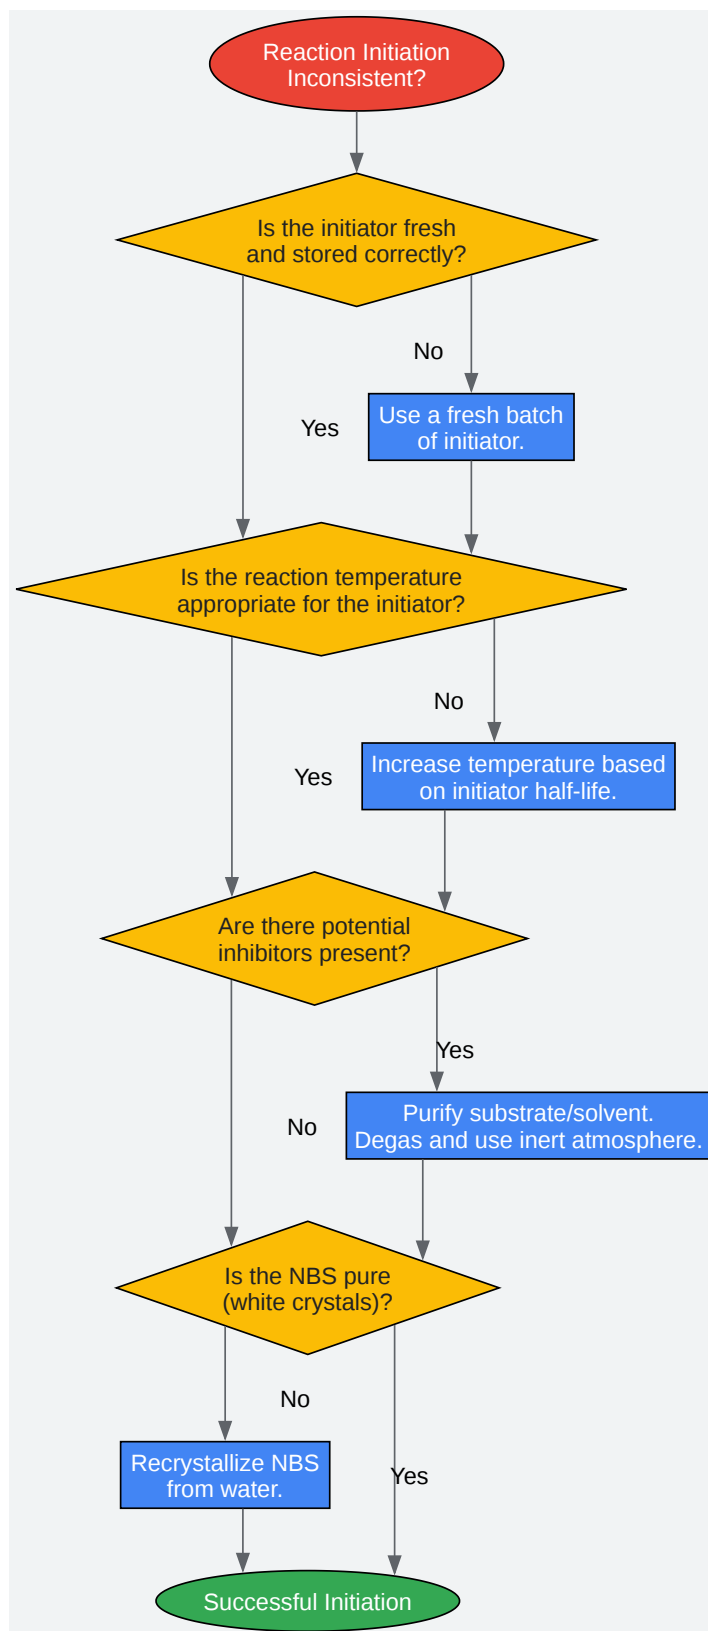 Reaction Initiation
Inconsistent?
Is the initiator fresh
and stored correctly?
No
Use a fresh batch
of initiator.
Yes
Is the reaction temperature
appropriate for the initiator?
No
Increase temperature based
on initiator half-life.
Yes
Are there potential
inhibitors present?
Yes
Purify substrate/solvent.
Degas and use inert atmosphere.
No
Is the NBS pure
(white crystals)?
No
Recrystallize NBS
from water.
Yes
Successful Initiation